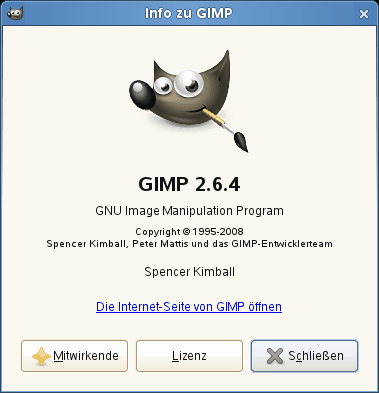 Info zu GIMP
GIMP 2.6.4
GNU Image Manipulation Program
Copyright © 1995-2008
Spencer Kimball, Peter Mattis und das GIMP-Entwicklerteam
Spencer Kimball
Die Internet-Seite von GIMP öffnen
Mitwirkende
Lizenz
Schließen